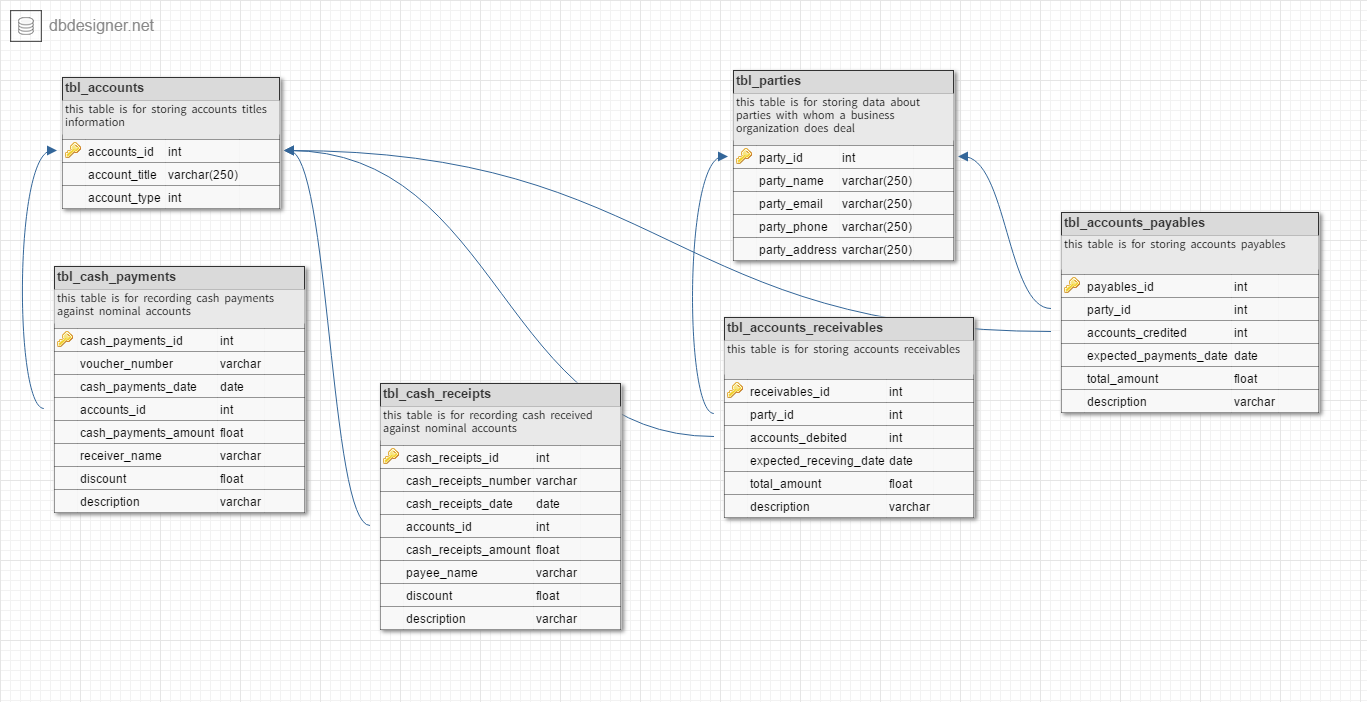 dbdesigner.net
tbl_accounts
this table is for storing accounts titles
information
accounts_id int
account_title varchar(250)
account_type int
tbl_parties
this table is for storing data about
parties with whom a business
organization does deal
party_id int
party_name varchar(250)
party_email varchar(250)
party_phone varchar(250)
party_address varchar(250)
tbl_accounts_payables
this table is for storing accounts payables
payables_id int
party_id int
accounts_credited int
expected_payments_date date
total_amount float
description varchar
tbl_cash_payments
this table is for recording cash payments
against nominal accounts
cash_payments_id int
voucher_number varchar
cash_payments_date date
accounts_id int
cash_payments_amount float
receiver_name varchar
discount float
description varchar
tbl_cash_receipts
this table is for recording cash received
against nominal accounts
cash_receipts_id int
cash_receipts_number varchar
cash_receipts_date date
accounts_id int
cash_receipts_amount float
payee_name varchar
discount float
description varchar
tbl_accounts_receivables
this table is for storing accounts receivables
receivables_id int
party_id int
accounts_debited int
expected_receving_date date
total_amount float
description varchar